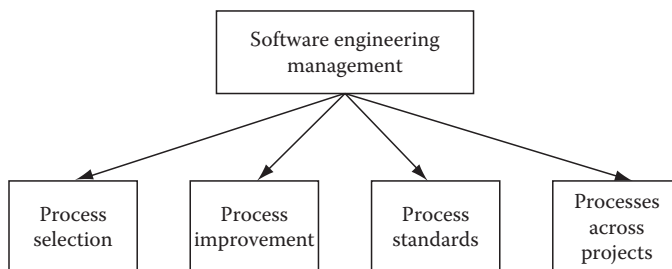 Software engineering
management
Process
selection
Process
improvement
Process
standards
Processes
across
projects